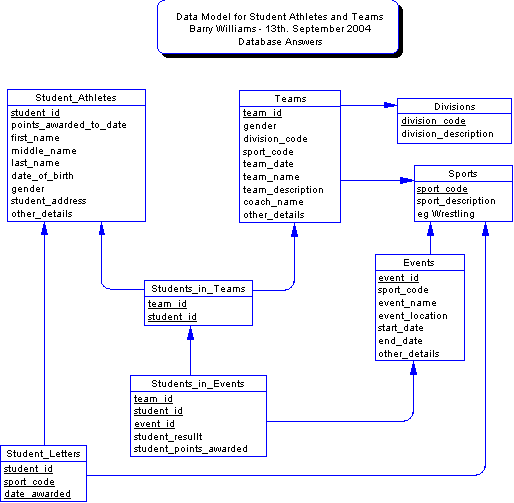 Data Model for Student Athletes and Teams
Barry Williams - 13th. September 2004
Database Answers
Student_Athletes
student_id
points_awarded_to_date
first_name
middle_name
last_name
date_of_birth
gender
student_address
other_details
Teams
team_id
gender
division_code
sport_code
team_date
team_name
team_description
coach_name
other_details
Divisions
division_code
division_description
Sports
sport_code
sport_description
eg Wrestling
Students_in_Teams
team_id
student_id
Events
event_id
sport_code
event_name
event_location
start_date
end_date
other_details
Students_in_Events
team_id
student_id
event_id
student_resullt
student_points_awarded
Student_Letters
student_id
sport_code
date_awarded